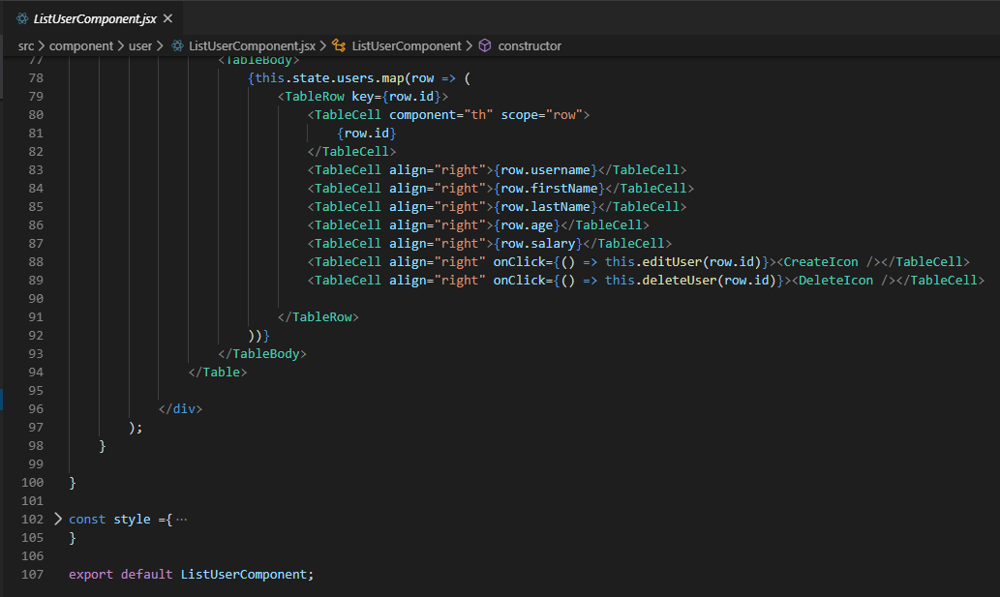 ListUserComponent.jsx
src > component > user > ListUserComponent.jsx > ListUserComponent > constructor
77 <TableBody>
78 {this.state.users.map(row => (
79 <TableRow key={row.id}>
80 <TableCell component="th" scope="row">
81 {row.id}
82 </TableCell>
83 <TableCell align="right">{row.username}</TableCell>
84 <TableCell align="right">{row.firstName}</TableCell>
85 <TableCell align="right">{row.lastName}</TableCell>
86 <TableCell align="right">{row.age}</TableCell>
87 <TableCell align="right">{row.salary}</TableCell>
88 <TableCell align="right" onClick={() => this.editUser(row.id)}><CreateIcon /></TableCell>
89 <TableCell align="right" onClick={() => this.deleteUser(row.id)}><DeleteIcon /></TableCell>
90
91 </TableRow>
92 ))}
93 </TableBody>
94 </Table>
95
96 </div>
97 );
98 }
99
100 }
101
102 const style ={…
105 }
106
107 export default ListUserComponent;